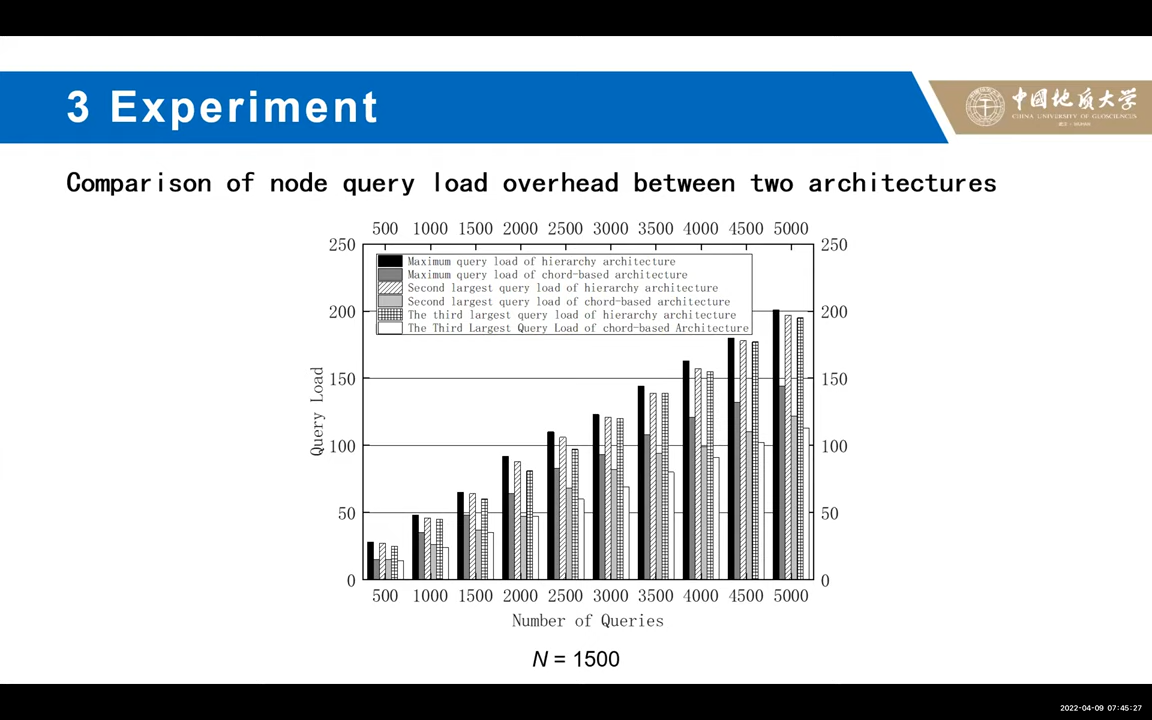 3 Experiment
中国地质大学
CHINA UNIVERSITY OF GEOSCIENCES
Comparison of node query load overhead between two architectures
500 1000 1500 2000 2500 3000 3500 4000 4500 5000
250 250
Maximum query load of hierarchy architecture
Maximum query load of chord-based architecture
Second largest query load of hierarchy architecture
Second largest query load of chord-based architecture
The third largest query load of hierarchy architecture
The Third Largest Query Load of chord-based Architecture
200 200
150 150
Query Load
100 100
50 50
0 0
500 1000 1500 2000 2500 3000 3500 4000 4500 5000
Number of Queries
N = 1500
2022-04-09 07:45:27